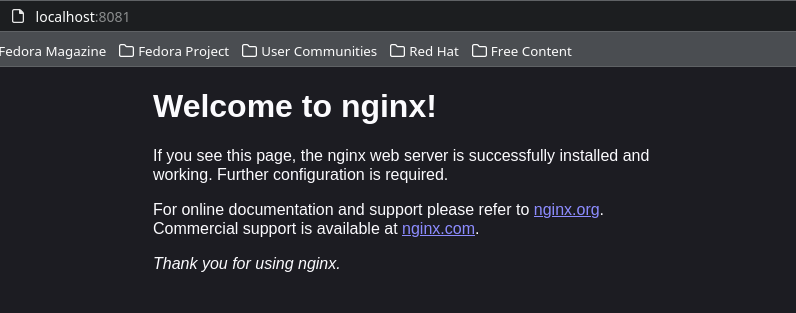 localhost:8081
Fedora Magazine Fedora Project User Communities Red Hat Free Content
Welcome to nginx!
If you see this page, the nginx web server is successfully installed and
working. Further configuration is required.
For online documentation and support please refer to nginx.org.
Commercial support is available at nginx.com.
Thank you for using nginx.